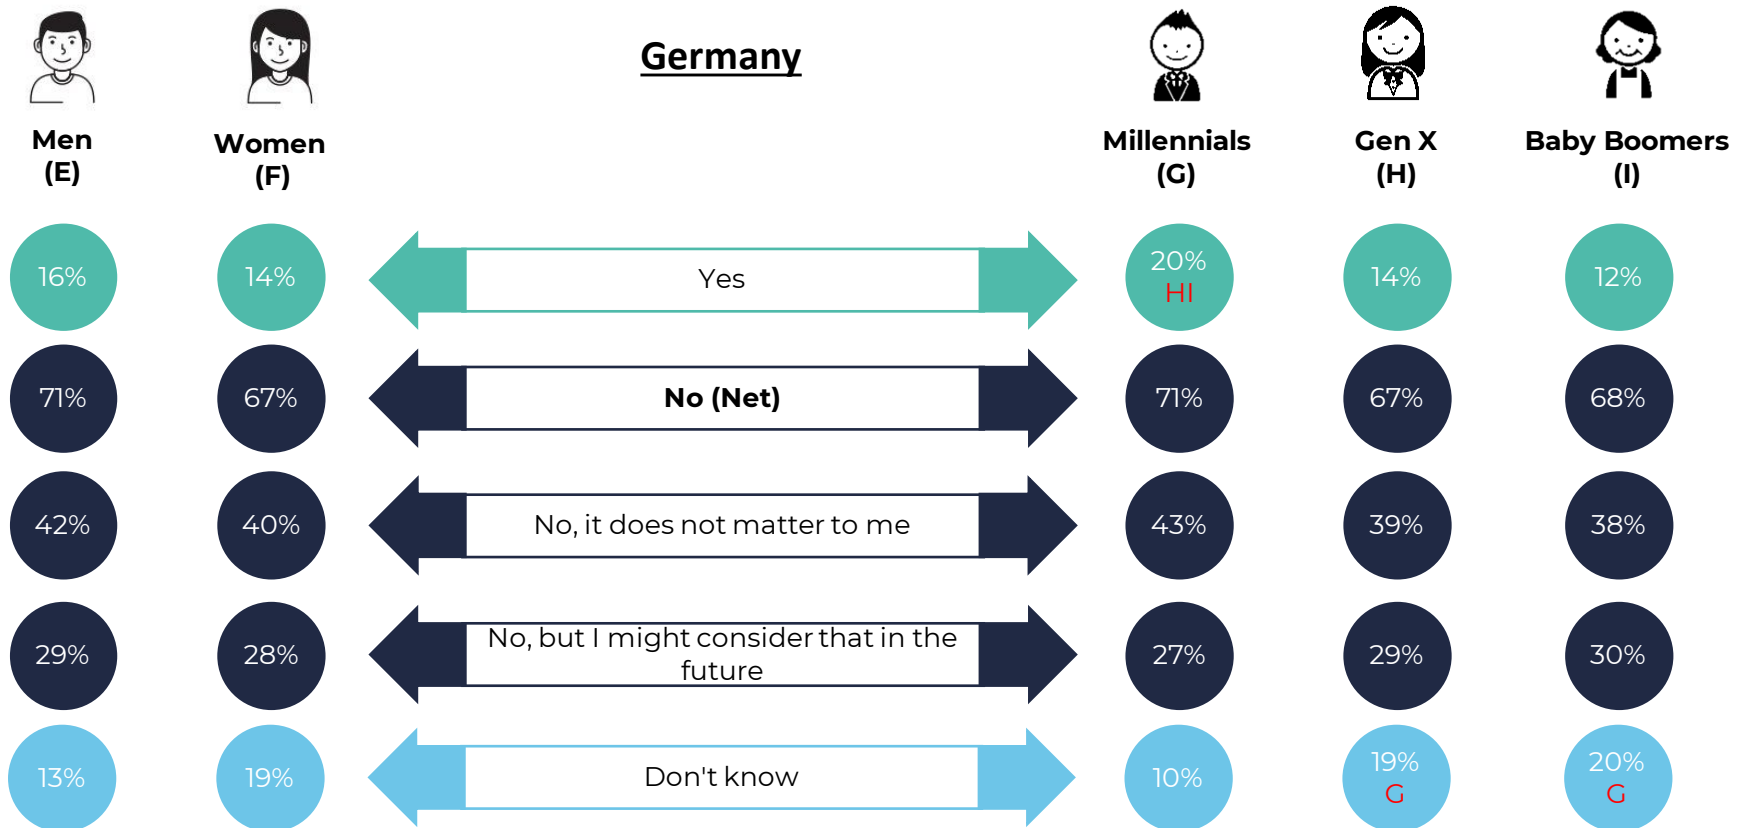 Germany
Men
(E)
Women
(F)
Millennials
(G)
Gen X
(H)
Baby Boomers
(I)
16%
14%
Yes
20%
HI
14%
12%
71%
67%
No (Net)
71%
67%
68%
42%
40%
No, it does not matter to me
43%
39%
38%
29%
28%
No, but I might consider that in the
future
27%
29%
30%
13%
19%
Don't know
10%
19%
G
20%
G